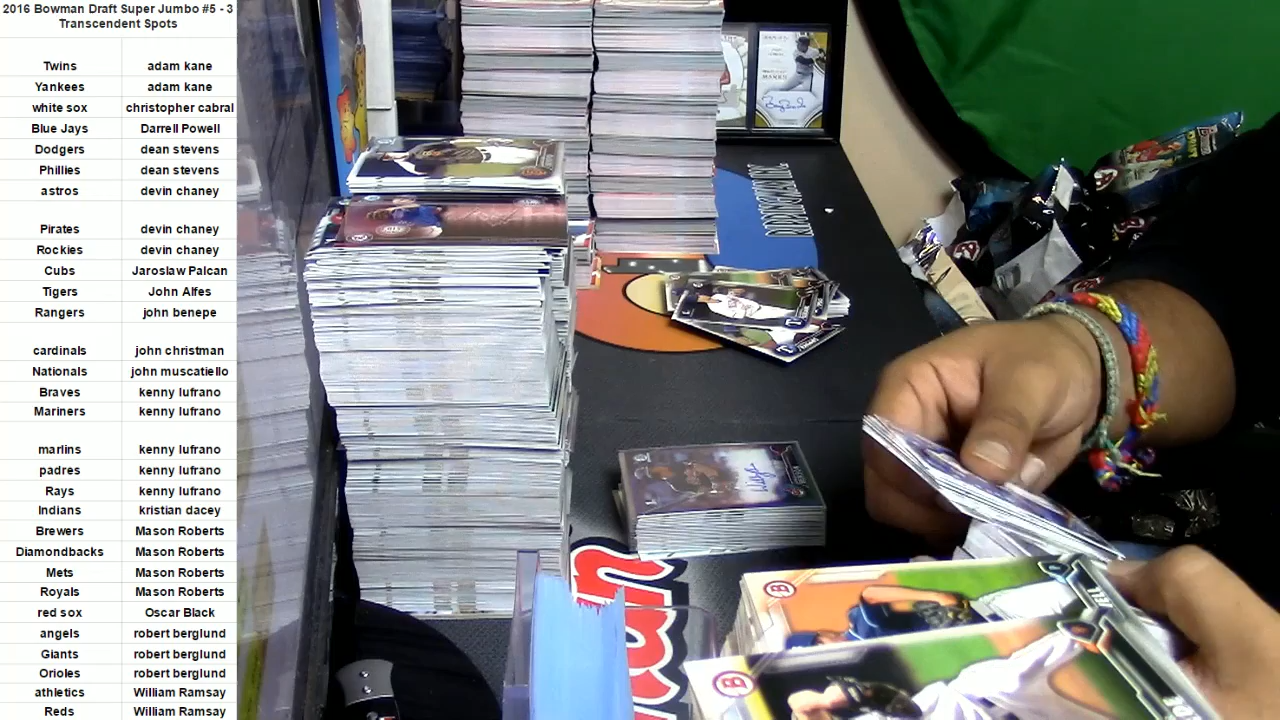 2016 Bowman Draft Super Jumbo #5 - 3
Transcendent Spots
Twins adam kane
Yankees adam kane
white sox christopher cabral
Blue Jays Darrell Powell
Dodgers dean stevens
Phillies dean stevens
astros devin chaney
Pirates devin chaney
Rockies devin chaney
Cubs Jaroslaw Palcan
Tigers John Alfes
Rangers john benepe
cardinals john christman
Nationals john muscatiello
Braves kenny lufrano
Mariners kenny lufrano
marlins kenny lufrano
padres kenny lufrano
Rays kenny lufrano
Indians kristian dacey
Brewers Mason Roberts
Diamondbacks Mason Roberts
Mets Mason Roberts
Royals Mason Roberts
red sox Oscar Black
angels robert berglund
Giants robert berglund
Orioles robert berglund
athletics William Ramsay
Reds William Ramsay
B
B